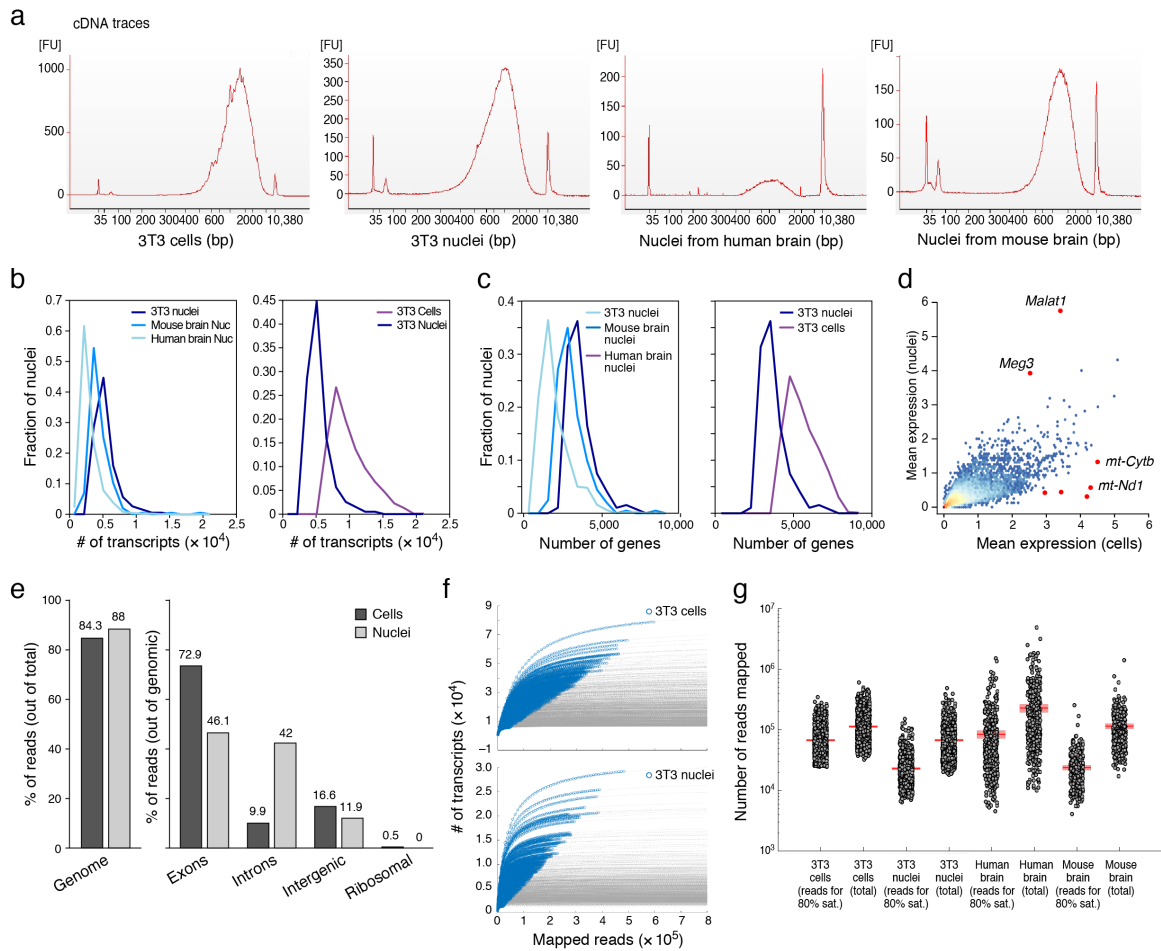 a
cDNA traces
[FU]
1000
500
0
35 100 200 300400 600 2000 10,380
3T3 cells (bp)
[FU]
350
300
250
200
150
100
50
0
35 100 200 300400 600 2000 10,380
3T3 nuclei (bp)
[FU]
200
150
100
50
0
35 100 200 300400 600 2000 10,380
Nuclei from human brain (bp)
[FU]
150
100
50
0
35 100 200 300400 600 2000 10,380
Nuclei from mouse brain (bp)
b
Fraction of nuclei
0.7
0.6
0.5
0.4
0.3
0.2
0.1
0
3T3 nuclei
Mouse brain Nuc
Human brain Nuc
0 0.5 1.5 2.5
# of transcripts (× 10⁴)
0.45
0.40
0.35
0.30
0.25
0.20
0.15
0.10
0.05
0
3T3 Cells
3T3 Nuclei
0 0.5 1.5 2.5
# of transcripts (× 10⁴)
c
Fraction of nuclei
0.4
0.3
0.2
0.1
0
3T3 nuclei
Mouse brain
nuclei
Human brain
nuclei
0 5,000 10,000
Number of genes
3T3 nuclei
3T3 cells
0 5,000 10,000
Number of genes
d
Mean expression (nuclei)
6
5
4
3
2
1
0
Malat1
Meg3
mt-Cytb
mt-Nd1
0 1 2 3 4 5 6
Mean expression (cells)
e
% of reads (out of total)
100
80
60
40
20
0
84.3
88
Genome
% of reads (out of genomic)
Cells
Nuclei
72.9
46.1
9.9
42
16.6
11.9
0.5
0
Exons
Introns
Intergenic
Ribosomal
f
# of transcripts (× 10⁴)
9
7
5
3
1
−1
3T3 cells
3.0
2.5
2.0
1.5
1.0
0.5
0
3T3 nuclei
0 1 2 3 4 5 6 7 8
Mapped reads (× 10⁵)
g
Number of reads mapped
10⁷
10⁶
10⁵
10⁴
10³
3T3
cells
(reads for
80% sat.)
3T3
cells
(total)
3T3
nuclei
(reads for
80% sat.)
3T3
nuclei
(total)
Human
brain
(reads for
80% sat.)
Human
brain
(total)
Mouse
brain
(reads for
80% sat.)
Mouse
brain
(total)